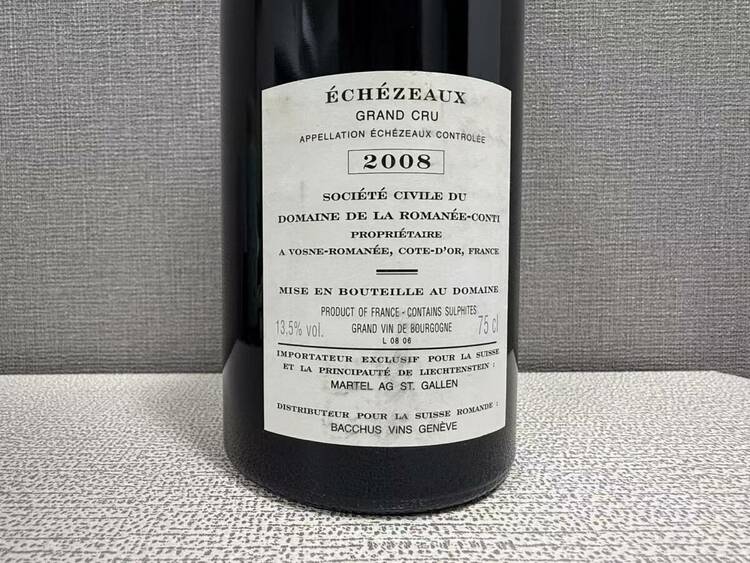 ÉCHÉZEAUX
GRAND CRU
APPELLATION ÉCHÉZEAUX CONTROLÉE
2008
SOCIÉTÉ CIVILE DU
DOMAINE DE LA ROMANÉE-CONTI
PROPRIÉTAIRE
A VOSNE-ROMANÉE, COTE-D'OR, FRANCE
MISE EN BOUTEILLE AU DOMAINE
PRODUCT OF FRANCE - CONTAINS SULPHITES
13,5% vol. GRAND VIN DE BOURGOGNE 75 cl
L 08 06
IMPORTATEUR EXCLUSIF POUR LA SUISSE
ET LA PRINCIPAUTÉ DE LIECHTENSTEIN :
MARTEL AG ST. GALLEN
DISTRIBUTEUR POUR LA SUISSE ROMANDE :
BACCHUS VINS GENÈVE